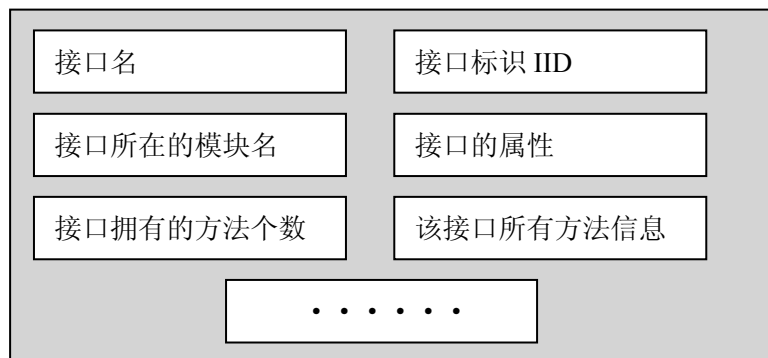 接口名
接口标识 IID
接口所在的模块名
接口的属性
接口拥有的方法个数
该接口所有方法信息
······